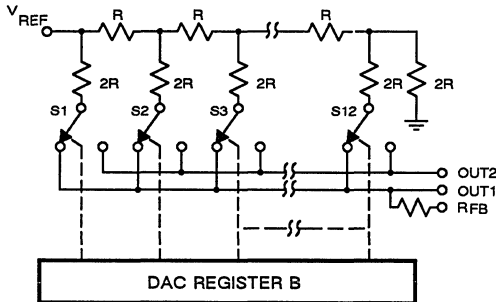 VREF
R
R
R
2R
2R
2R
2R
2R
S1
S2
S3
S12
OUT2
OUT1
RFB
DAC REGISTER B